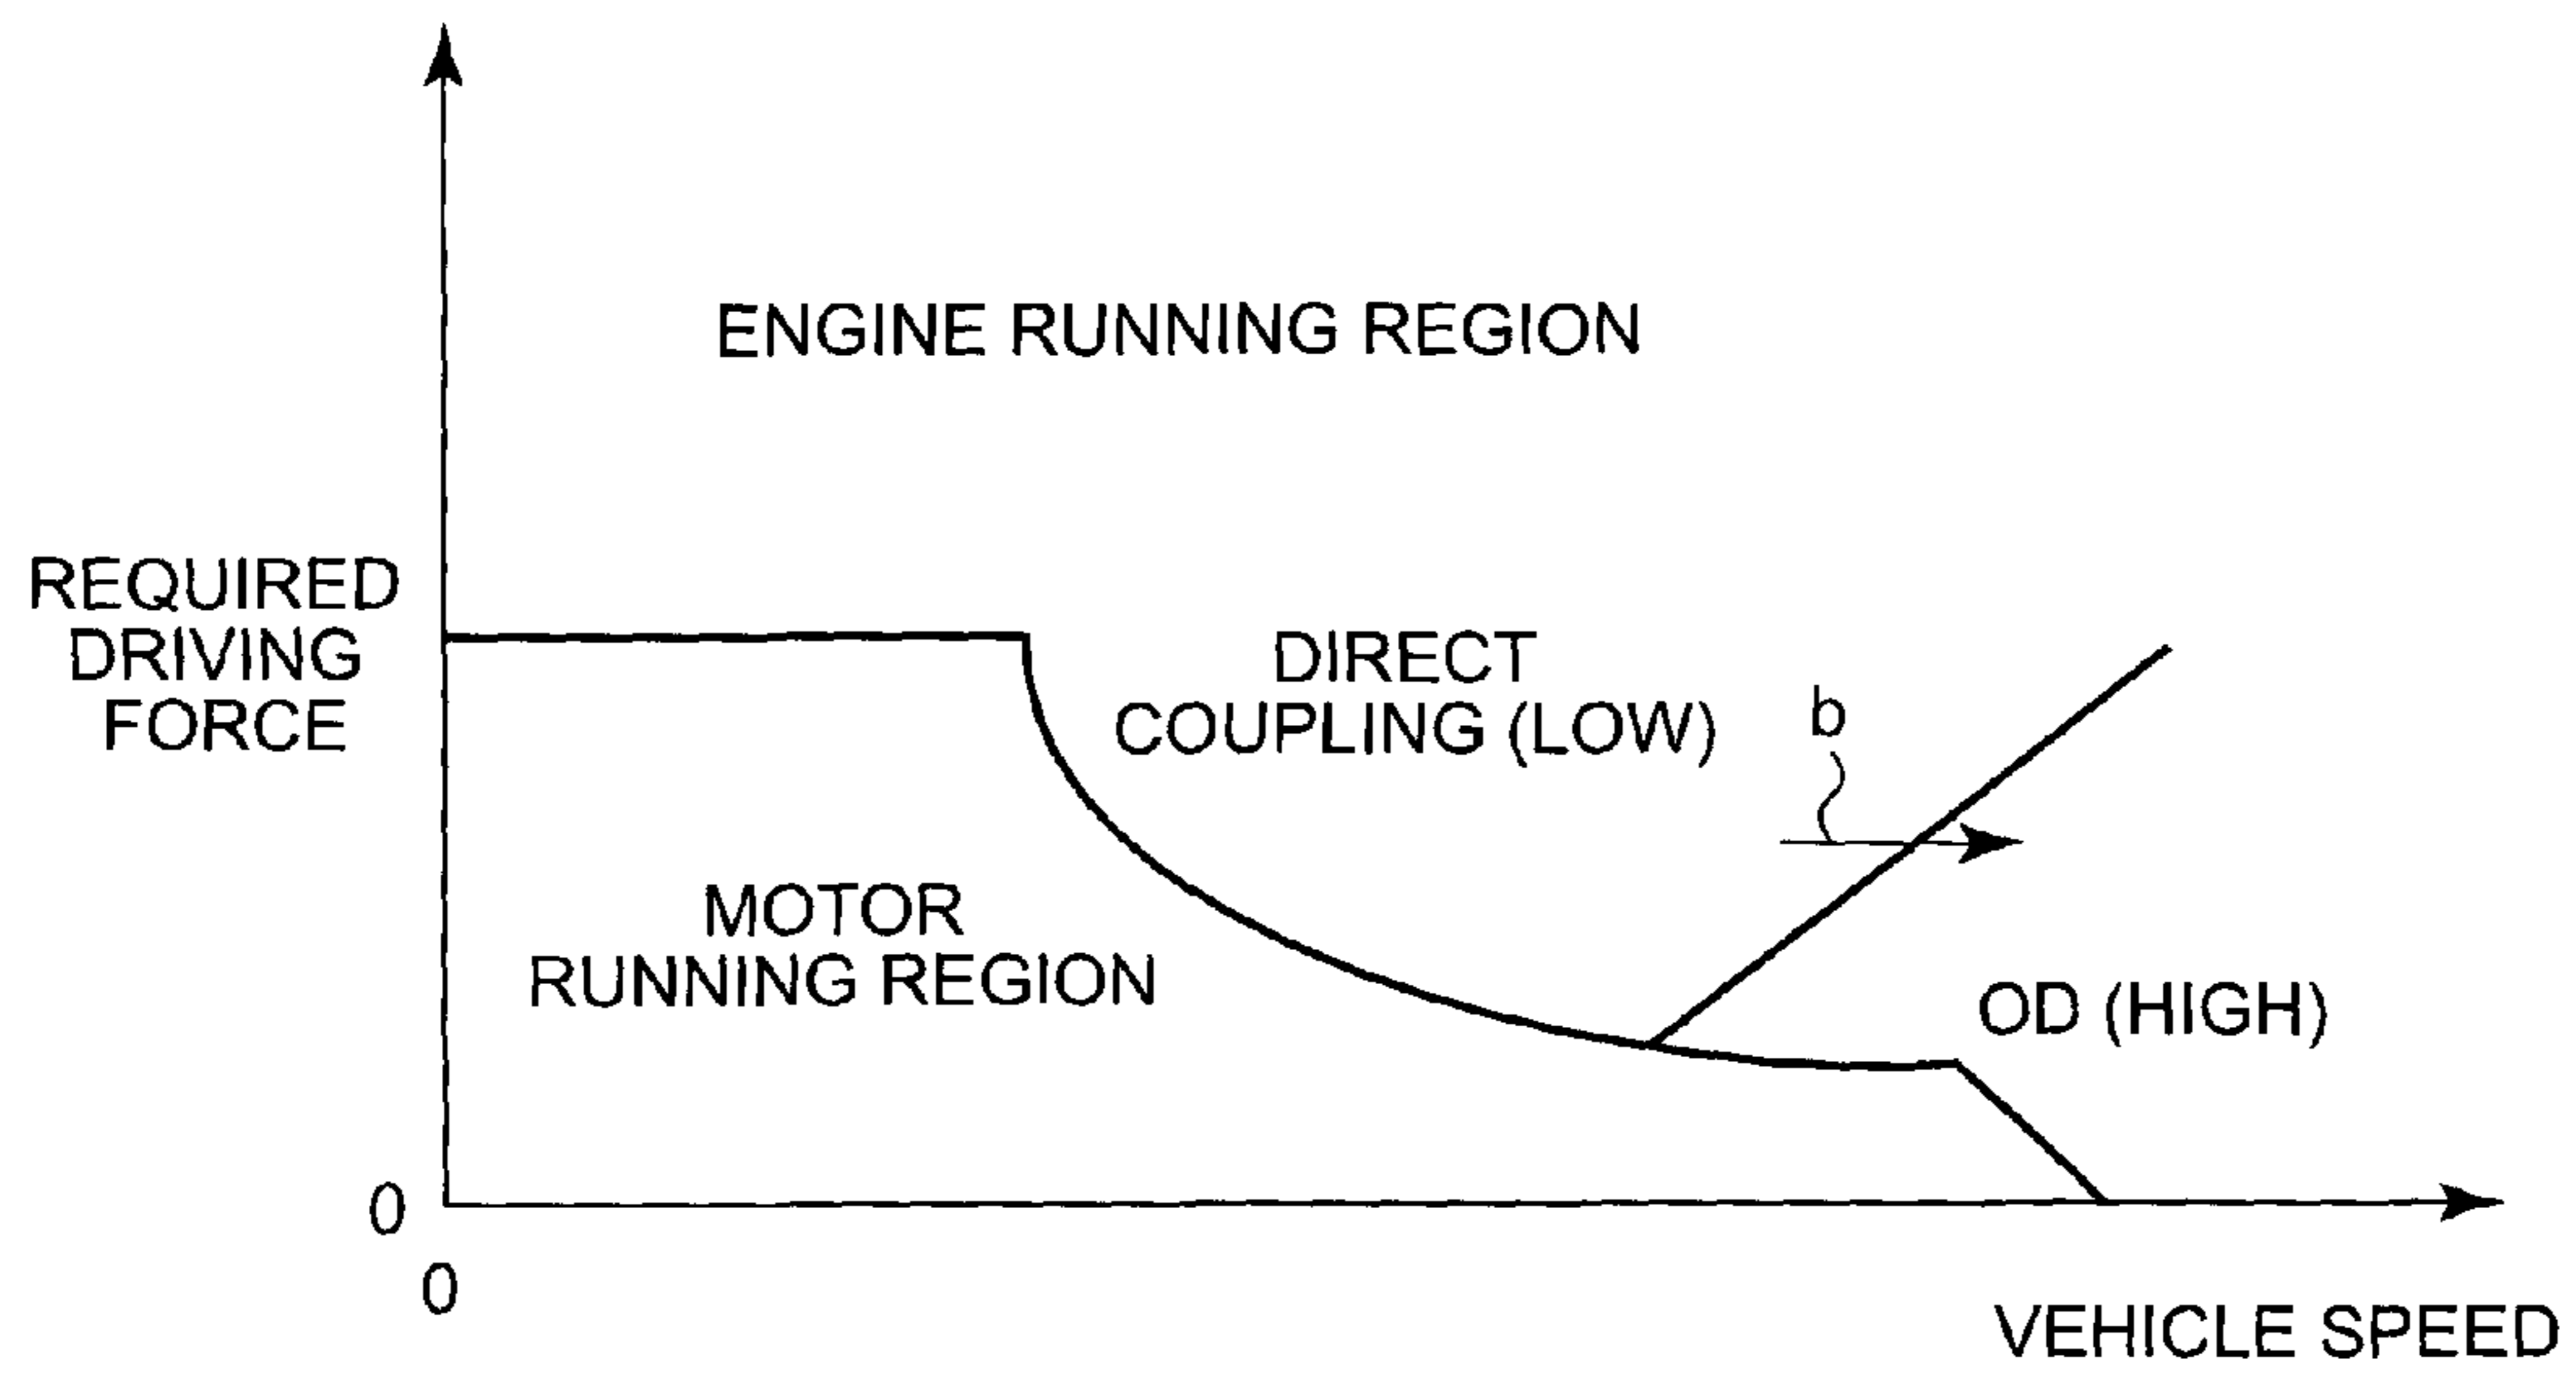 ENGINE RUNNING REGION
REQUIRED
DRIVING
FORCE
DIRECT
COUPLING (LOW)
b
MOTOR
RUNNING REGION
OD (HIGH)
0
0
VEHICLE SPEED